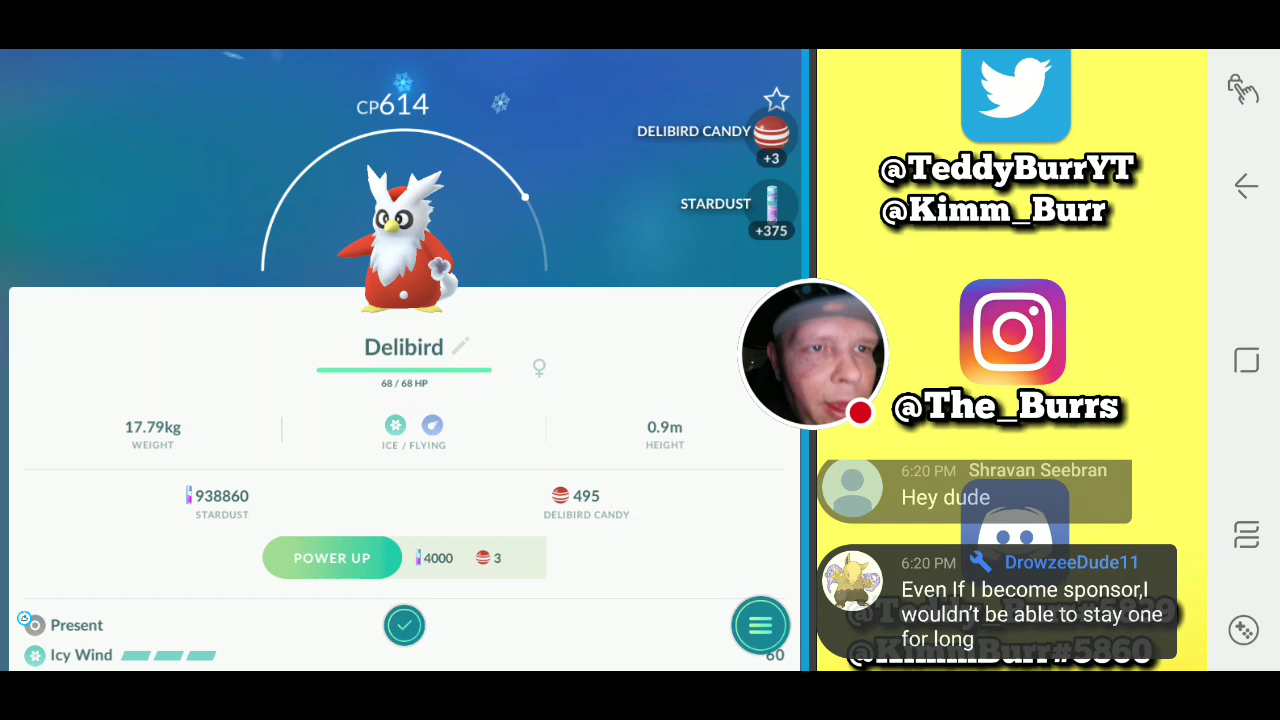 CP614
DELIBIRD CANDY
+3
STARDUST
+375
Delibird
68 / 68 HP
17.79kg
WEIGHT
ICE / FLYING
0.9m
HEIGHT
938860
STARDUST
495
DELIBIRD CANDY
POWER UP
4000
3
Present
Icy Wind
60
@TeddyBurrYT
@Kimm_Burr
@The_Burrs
6:20 PM Shravan Seebran
Hey dude
6:20 PM DrowzeeDude11
Even If I become sponsor,I
wouldn't be able to stay one
for long
@KimmBurr#5860